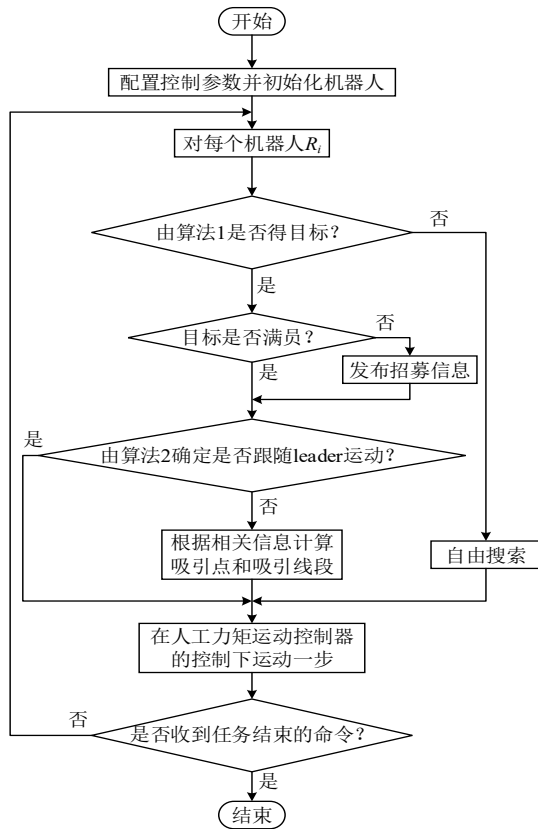 开始
配置控制参数并初始化机器人
对每个机器人Ri
由算法1是否得目标？
否
是
目标是否满员？
否
发布招募信息
是
是
由算法2确定是否跟随leader运动？
否
根据相关信息计算
吸引点和吸引线段
自由搜索
在人工力矩运动控制器
的控制下运动一步
否
是否收到任务结束的命令？
是
结束